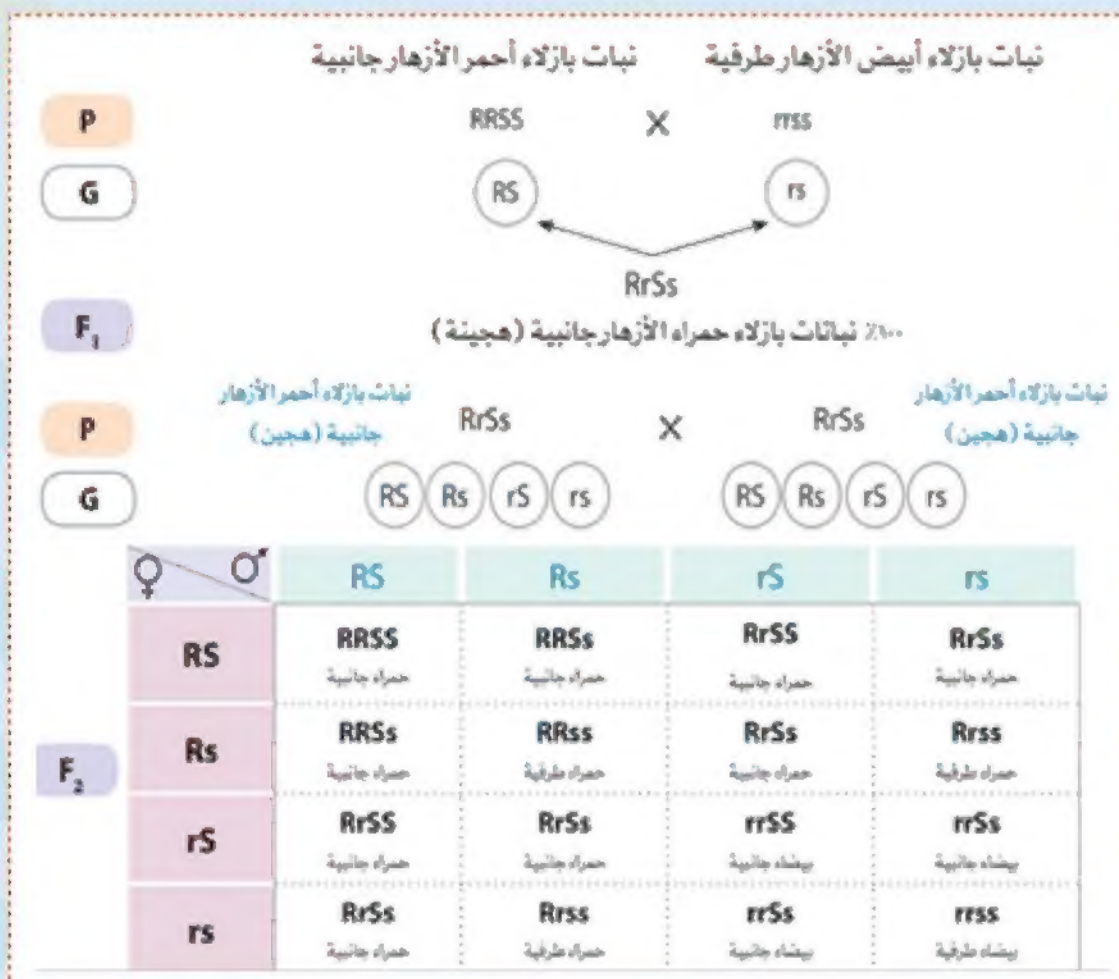 نبات بازلاء أبيض الأزهار طرفية نبات بازلاء أحمر الأزهار جانبية
P RRSS X rrss
G RS rs
RrSs
F₁ ١٠٠٪ نباتات بازلاء حمراء الأزهار جانبية (هجينة)
نبات بازلاء أحمر الأزهار جانبية (هجين) نبات بازلاء أحمر الأزهار جانبية (هجين)
P RrSs X RrSs
G RS Rs rS rs RS Rs rS rs
♀ ♂ RS Rs rS rs
RS RRSS RRSs RrSS RrSs
حمراء جانبية حمراء جانبية حمراء جانبية حمراء جانبية
F₂ Rs RRSs RRss RrSs Rrss
حمراء جانبية حمراء طرفية حمراء جانبية حمراء طرفية
rS RrSS RrSs rrSS rrSs
حمراء جانبية حمراء جانبية بيضاء جانبية بيضاء جانبية
rs RrSs Rrss rrSs rrss
حمراء جانبية حمراء طرفية بيضاء جانبية بيضاء طرفية